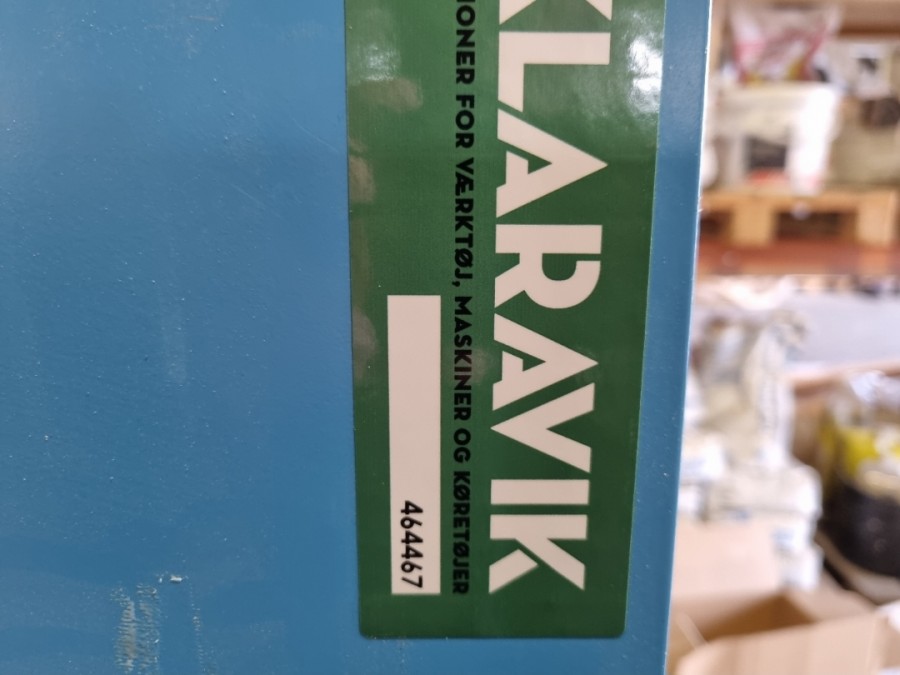 KLARAVIK
IONER FOR VÆRKTØJ, MASKINER OG KØRETØJER
464467